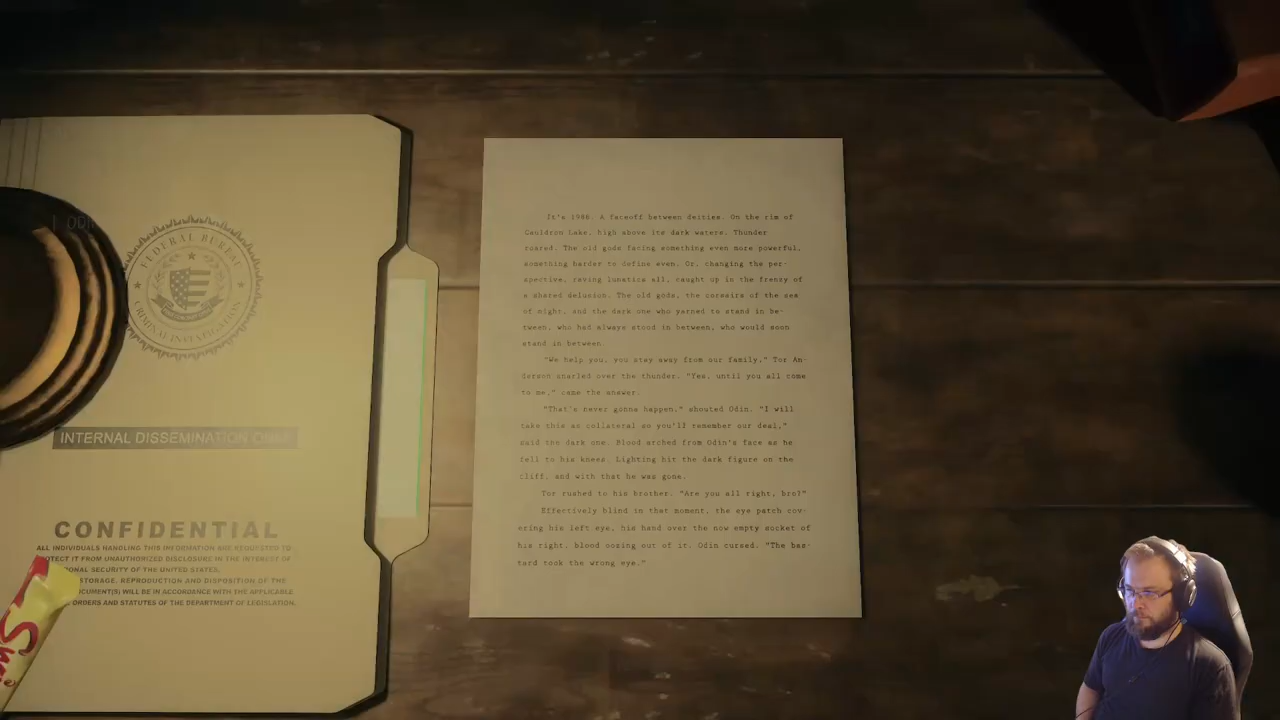 ODIN
FEDERAL BUREAU
CRIMINAL INVESTIGATION
INTERNAL DISSEMINATION ONLY
CONFIDENTIAL
ALL INDIVIDUALS HANDLING THIS INFORMATION ARE REQUESTED TO
OTECT IT FROM UNAUTHORIZED DISCLOSURE IN THE INTEREST OF
ONAL SECURITY OF THE UNITED STATES.
STORAGE, REPRODUCTION AND DISPOSITION OF THE
CUMENT(S) WILL BE IN ACCORDANCE WITH THE APPLICABLE
ORDERS AND STATUTES OF THE DEPARTMENT OF LEGISLATION.
It's 1988. A faceoff between deities. On the rim of
Cauldron Lake, high above its dark waters. Thunder
roared. The old gods facing something even more powerful,
something harder to define even. Or, changing the per-
spective, raving lunatics all, caught up in the frenzy of
a shared delusion. The old gods, the corsairs of the sea
of night, and the dark one who yarned to stand in be-
tween, who had always stood in between, who would soon
stand in between.
"We help you, you stay away from our family," Tor An-
derson snarled over the thunder. "Yes, until you all come
to me," came the answer.
"That's never gonna happen," shouted Odin. "I will
take this as collateral so you'll remember our deal,"
said the dark one. Blood arched from Odin's face as he
fell to his knees. Lighting hit the dark figure on the
cliff, and with that he was gone.
Tor rushed to his brother. "Are you all right, bro?"
Effectively blind in that moment, the eye patch cov-
ering his left eye, his hand over the now empty socket of
his right, blood oozing out of it, Odin cursed. "The bas-
tard took the wrong eye."